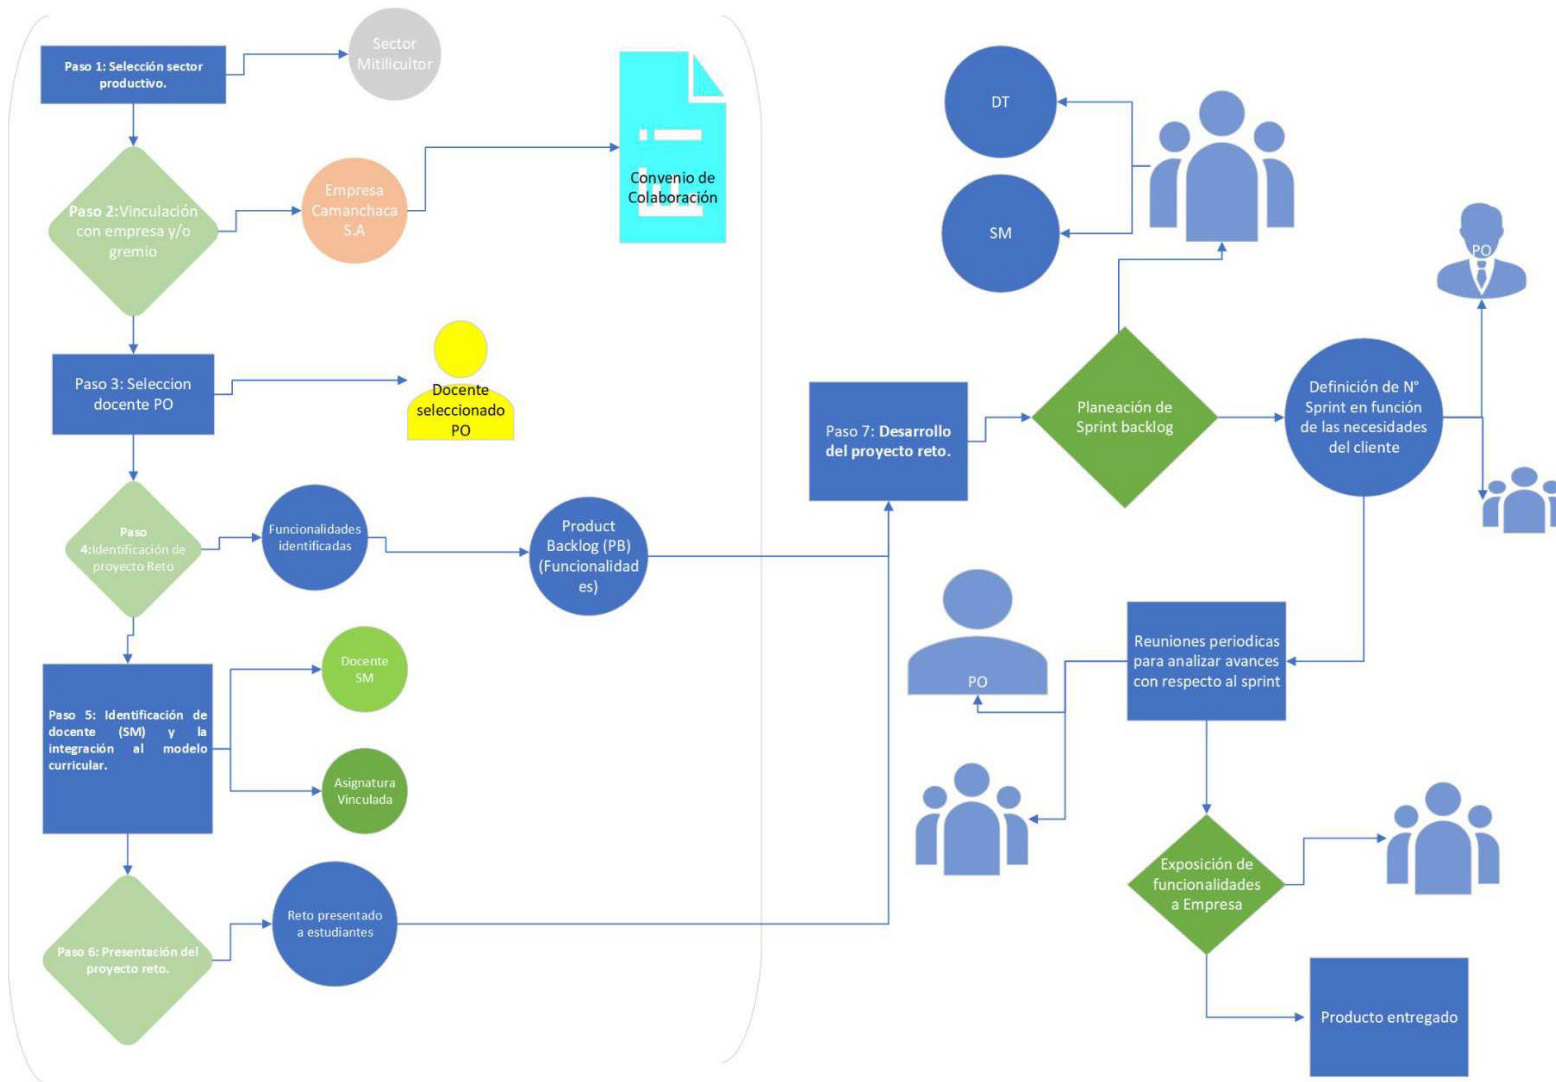 Paso 1: Selección sector
productivo.
Sector
Mitilicultor
Paso 2:Vinculación
con empresa y/o
gremio
Empresa
Camanchaca
S.A
Convenio de
Colaboración
Paso 3: Seleccion
docente PO
Docente
seleccionado
PO
Paso
4:Identificación de
proyecto Reto
Funcionalidades
identificadas
Product
Backlog (PB)
(Funcionalidad
es)
Paso 5: Identificación de
docente (SM) y la
integración al modelo
curricular.
Docente
SM
Asignatura
Vinculada
Paso 6: Presentación del
proyecto reto.
Reto presentado
a estudiantes
Paso 7: Desarrollo
del proyecto reto.
Planeación de
Sprint backlog
DT
SM
Definición de N°
Sprint en función
de las necesidades
del cliente
PO
Reuniones periodicas
para analizar avances
con respecto al sprint
PO
Exposición de
funcionalidades
a Empresa
Producto entregado